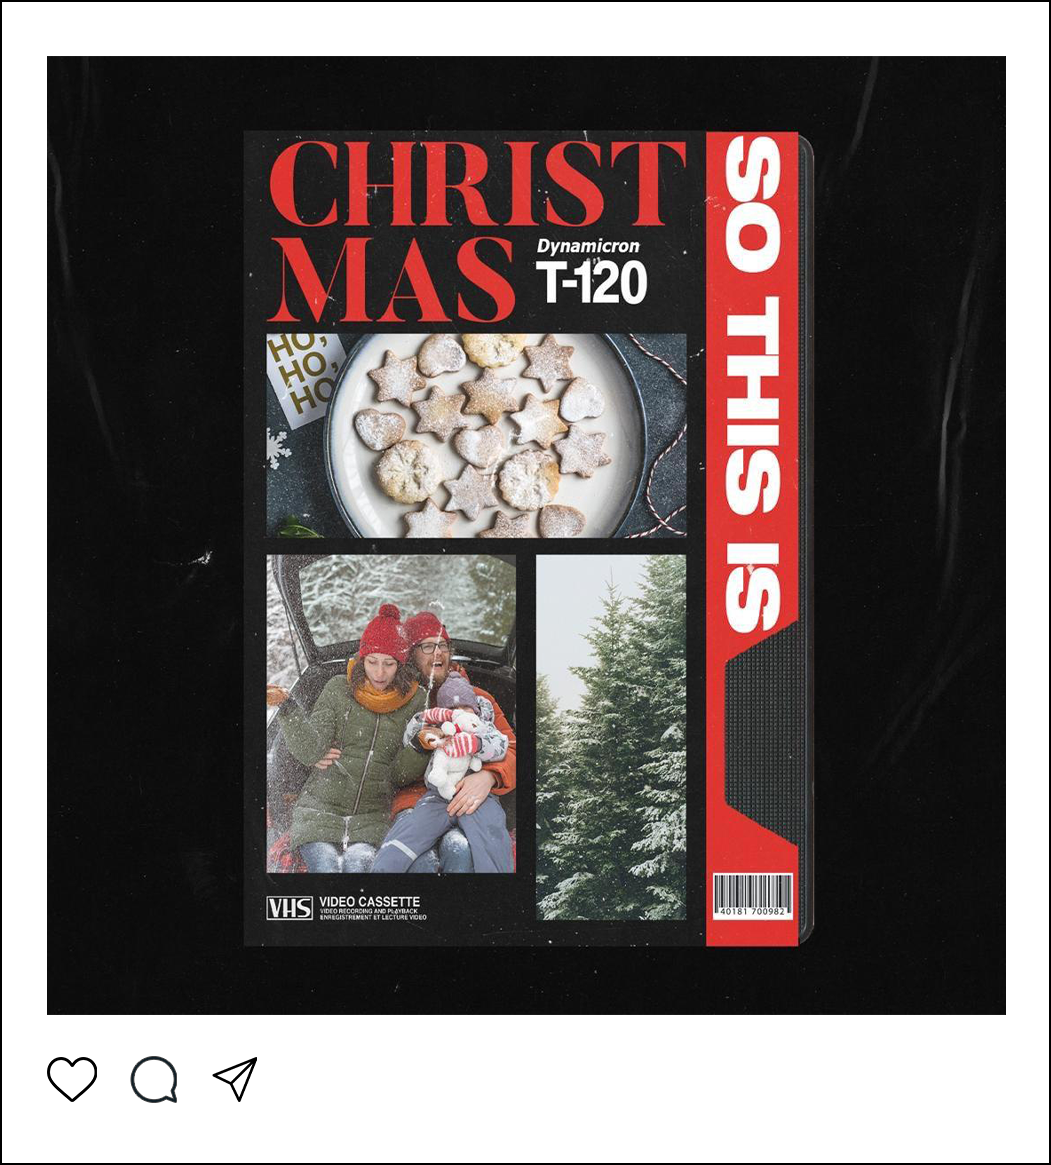 CHRIST
MAS
Dynamicron
T-120
SO THIS IS
HO,
HO,
HO
VHS
VIDEO CASSETTE
VIDEO RECORDING AND PLAYBACK
ENREGISTREMENT ET LECTURE VIDEO
40181 700982